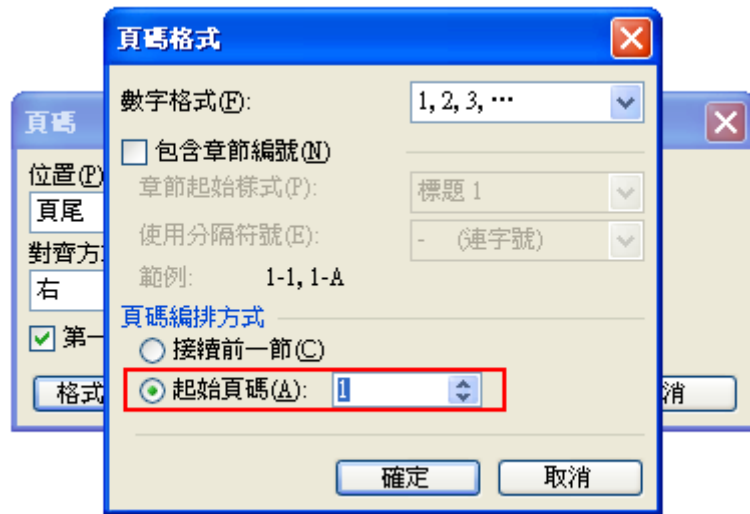 頁碼格式
數字格式(F): 1, 2, 3, …
頁碼
包含章節編號(N)
位置(P)
章節起始樣式(P): 標題 1
頁尾
使用分隔符號(E): - (連字號)
對齊方
範例: 1-1, 1-A
右
頁碼編排方式
第一
接續前一節(C)
格式
起始頁碼(A): 1
消
確定 取消